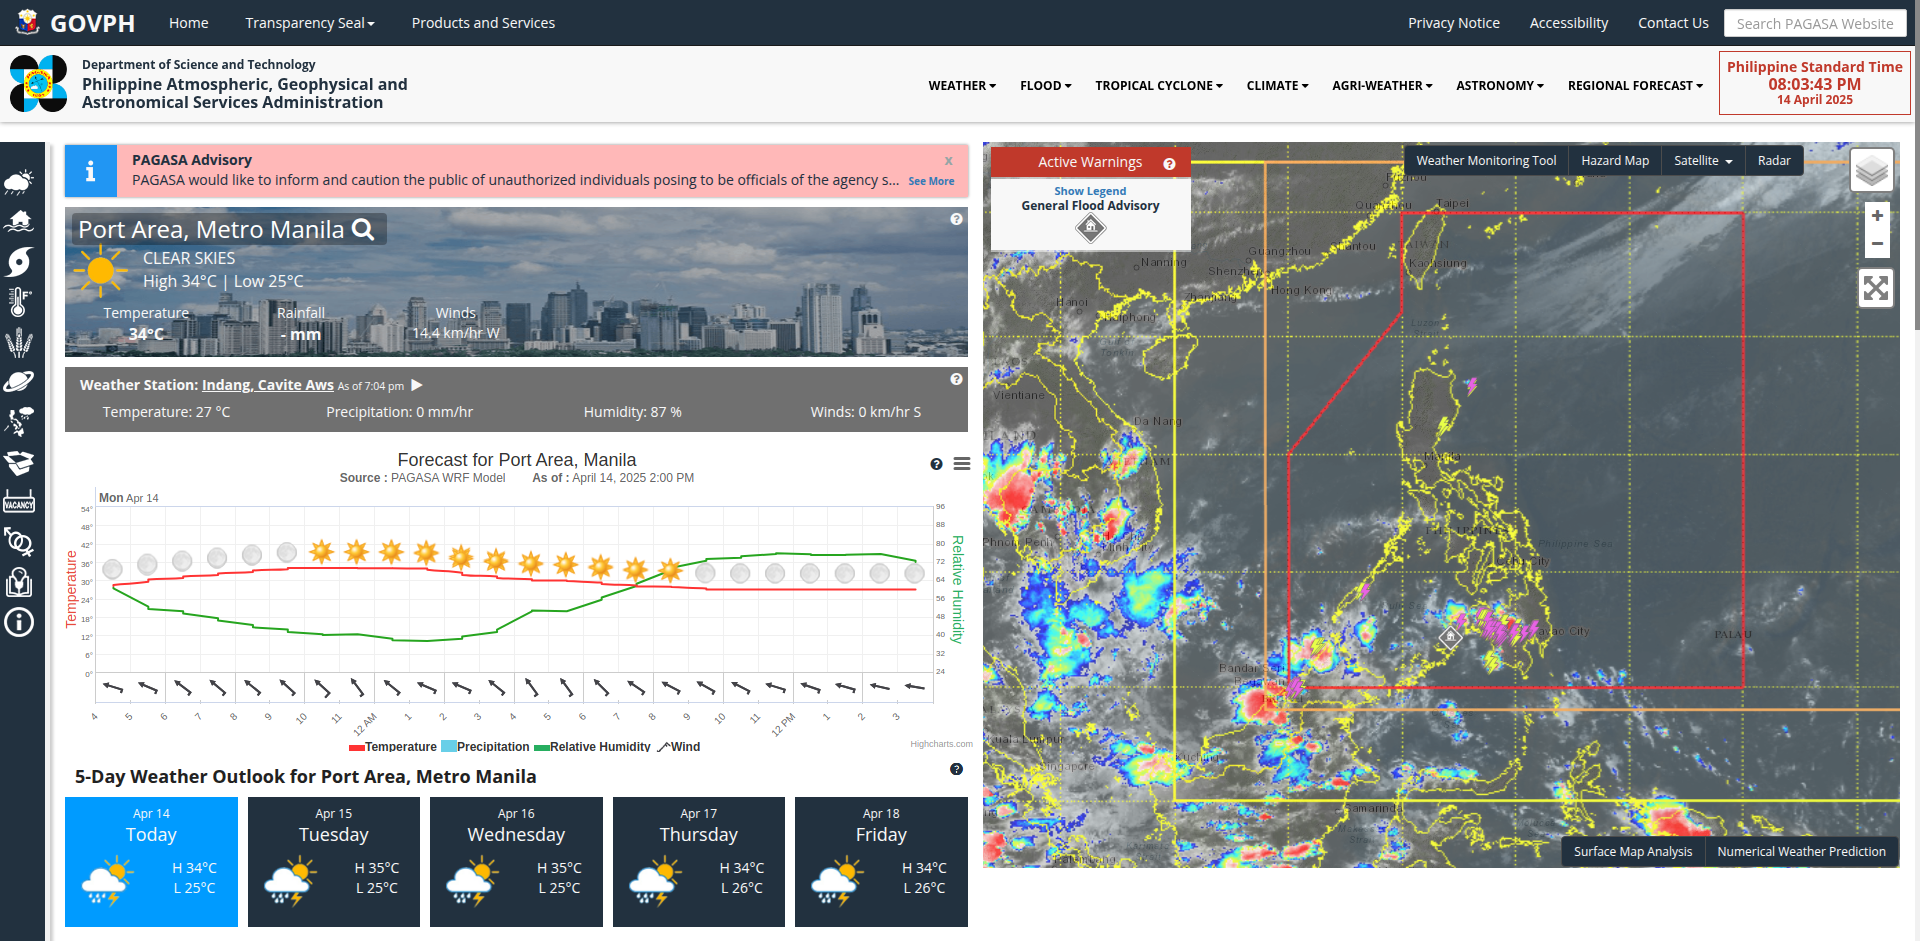 GOVPH
Home
Transparency Seal
Products and Services
Privacy Notice
Accessibility
Contact Us
Search PAGASA Website
Department of Science and Technology
Philippine Atmospheric, Geophysical and
Astronomical Services Administration
WEATHER
FLOOD
TROPICAL CYCLONE
CLIMATE
AGRI-WEATHER
ASTRONOMY
REGIONAL FORECAST
Philippine Standard Time
08:03:43 PM
14 April 2025
VACANCY
PAGASA Advisory
x
PAGASA would like to inform and caution the public of unauthorized individuals posing to be officials of the agency s... See More
Port Area, Metro Manila
CLEAR SKIES
High 34°C | Low 25°C
Temperature
Rainfall
Winds
34°C
- mm
14.4 km/hr W
Weather Station: Indang, Cavite Aws As of 7:04 pm
Temperature: 27 °C
Precipitation: 0 mm/hr
Humidity: 87 %
Winds: 0 km/hr S
Forecast for Port Area, Manila
Source : PAGASA WRF Model As of : April 14, 2025 2:00 PM
Mon Apr 14
Temperature
54°
48°
42°
36°
30°
24°
18°
12°
6°
0°
96
88
80
72
64
56
48
40
32
24
Relative Humidity
4
5
6
7
8
9
10
11
12 AM
1
2
3
4
5
6
7
8
9
10
11
12 PM
1
2
3
Temperature
Precipitation
Relative Humidity
Wind
Highcharts.com
5-Day Weather Outlook for Port Area, Metro Manila
Apr 14
Today
H 34°C
L 25°C
Apr 15
Tuesday
H 35°C
L 25°C
Apr 16
Wednesday
H 35°C
L 25°C
Apr 17
Thursday
H 34°C
L 26°C
Apr 18
Friday
H 34°C
L 26°C
Active Warnings
Show Legend
General Flood Advisory
Weather Monitoring Tool
Hazard Map
Satellite
Radar
+
−
Taipei
Guangzhou
Nanning
Shenzhen
Kaohsiung
Hong Kong
Hanoi
Vientiane
Da Nang
Manila
Philippine Sea
Davao City
PALAU
Kuching
Singapore
Samarinda
Surface Map Analysis
Numerical Weather Prediction